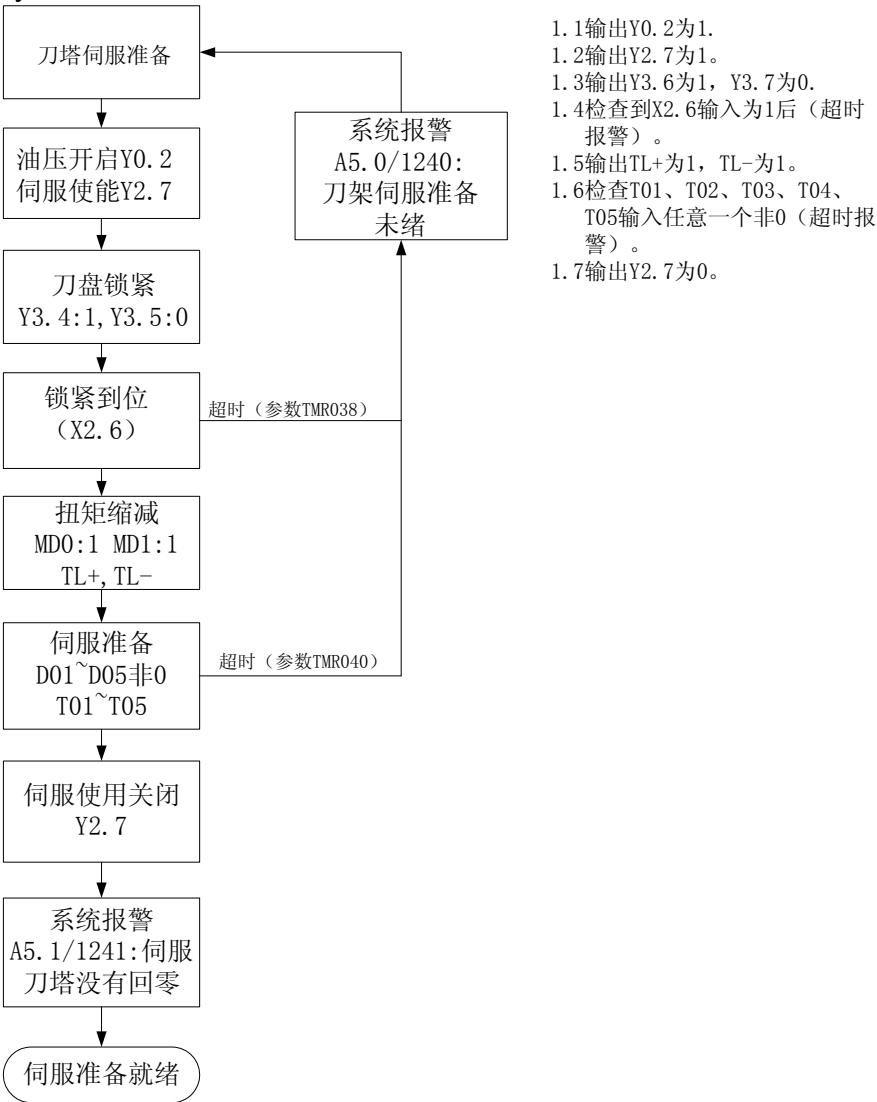 刀塔伺服准备
油压开启Y0.2
伺服使能Y2.7
刀盘锁紧
Y3.4:1,Y3.5:0
锁紧到位
（X2.6）
超时（参数TMR038）
扭矩缩减
MD0:1 MD1:1
TL+,TL-
伺服准备
D01~D05非0
T01~T05
超时（参数TMR040）
伺服使用关闭
Y2.7
系统报警
A5.1/1241:伺服
刀塔没有回零
伺服准备就绪
系统报警
A5.0/1240:
刀架伺服准备
未绪
1.1输出Y0.2为1.
1.2输出Y2.7为1。
1.3输出Y3.6为1，Y3.7为0.
1.4检查到X2.6输入为1后（超时
报警）。
1.5输出TL+为1，TL-为1。
1.6检查T01、T02、T03、T04、
T05输入任意一个非0（超时报
警）。
1.7输出Y2.7为0。